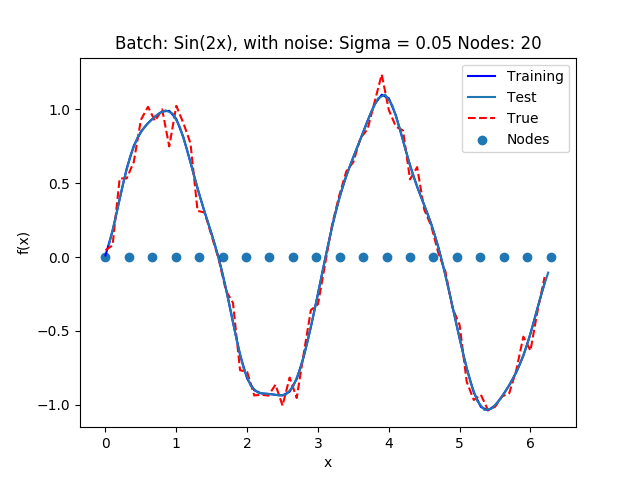 Batch: Sin(2x), with noise: Sigma = 0.05 Nodes: 20
Training
Test
True
Nodes
1.0
0.5
0.0
−0.5
−1.0
f(x)
0 1 2 3 4 5 6
x